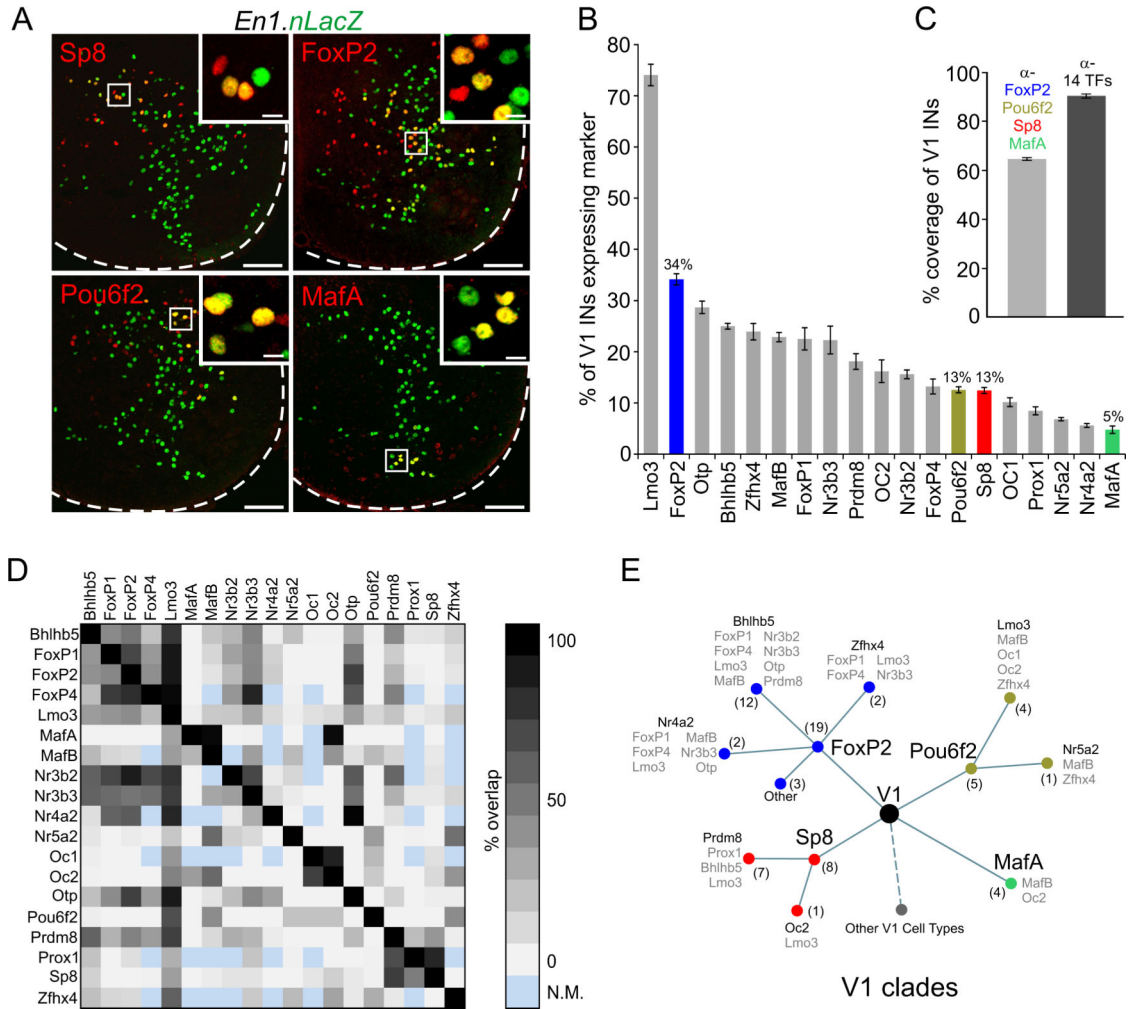 A
En1.nLacZ
Sp8
FoxP2
Pou6f2
MafA
B
% of V1 INs expressing marker
80
70
60
50
40
30
20
10
0
34%
13%
13%
5%
Lmo3
FoxP2
Otp
Bhlhb5
Zfhx4
MafB
FoxP1
Nr3b3
Prdm8
OC2
Nr3b2
FoxP4
Pou6f2
Sp8
OC1
Prox1
Nr5a2
Nr4a2
MafA
C
% coverage of V1 INs
100
80
60
40
20
0
α-
FoxP2
Pou6f2
Sp8
MafA
α-
14 TFs
D
Bhlhb5
FoxP1
FoxP2
FoxP4
Lmo3
MafA
MafB
Nr3b2
Nr3b3
Nr4a2
Nr5a2
Oc1
Oc2
Otp
Pou6f2
Prdm8
Prox1
Sp8
Zfhx4
Bhlhb5
FoxP1
FoxP2
FoxP4
Lmo3
MafA
MafB
Nr3b2
Nr3b3
Nr4a2
Nr5a2
Oc1
Oc2
Otp
Pou6f2
Prdm8
Prox1
Sp8
Zfhx4
% overlap
100
50
0
N.M.
E
Bhlhb5
FoxP1 Nr3b2
FoxP4 Nr3b3
Lmo3 Otp
MafB Prdm8
(12)
Zfhx4
FoxP1 Lmo3
FoxP4 Nr3b3
(2)
Nr4a2
FoxP1 MafB
FoxP4 Nr3b3
Lmo3 Otp
(2)
(19)
FoxP2
(3)
Other
Lmo3
MafB
Oc1
Oc2
Zfhx4
(4)
Pou6f2
(5)
Nr5a2
MafB
Zfhx4
(1)
V1
Sp8
(8)
Prdm8
Prox1
Bhlhb5
Lmo3
(7)
(1)
Oc2
Lmo3
MafA
(4)
MafB
Oc2
Other V1 Cell Types
V1 clades